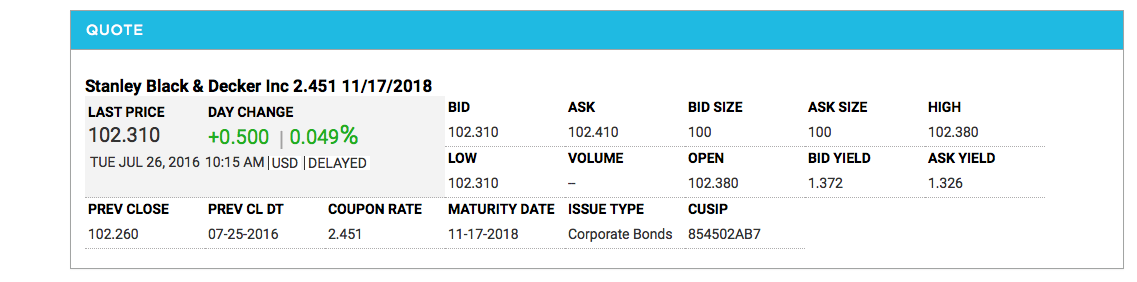 QUOTE
Stanley Black & Decker Inc 2.451 11/17/2018
LAST PRICE DAY CHANGE BID ASK BID SIZE ASK SIZE HIGH
102.310 +0.500 | 0.049% 102.310 102.410 100 100 102.380
TUE JUL 26, 2016 10:15 AM | USD | DELAYED LOW VOLUME OPEN BID YIELD ASK YIELD
102.310 – 102.380 1.372 1.326
PREV CLOSE PREV CL DT COUPON RATE MATURITY DATE ISSUE TYPE CUSIP
102.260 07-25-2016 2.451 11-17-2018 Corporate Bonds 854502AB7